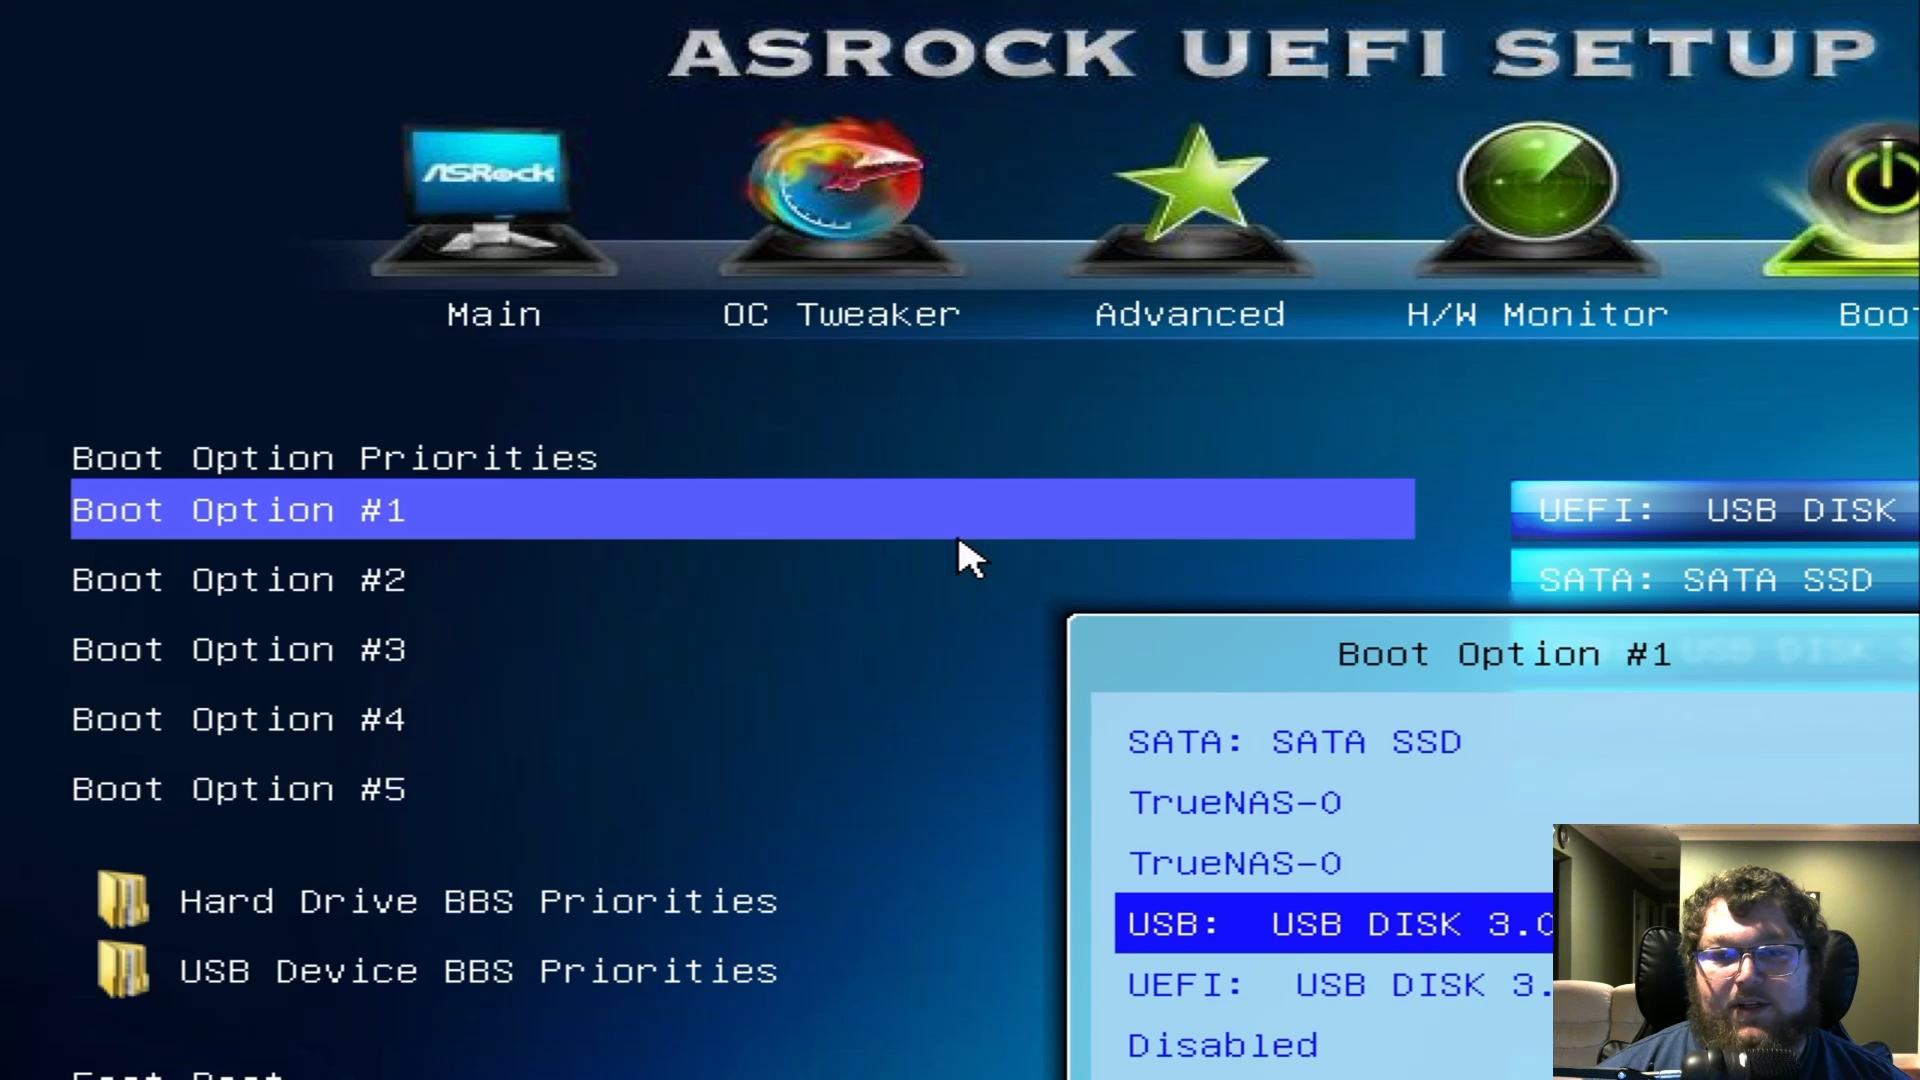 ASROCK UEFI SETUP
ASRock
Main
OC Tweaker
Advanced
H/W Monitor
Boot Option Priorities
Boot Option #1
UEFI: USB DISK
Boot Option #2
SATA: SATA SSD
Boot Option #3
USB DISK
Boot Option #1
SATA: SATA SSD
Boot Option #4
TrueNAS-0
Boot Option #5
TrueNAS-0
Hard Drive BBS Priorities
USB: USB DISK 3.0
USB Device BBS Priorities
UEFI: USB DISK 3.
Disabled